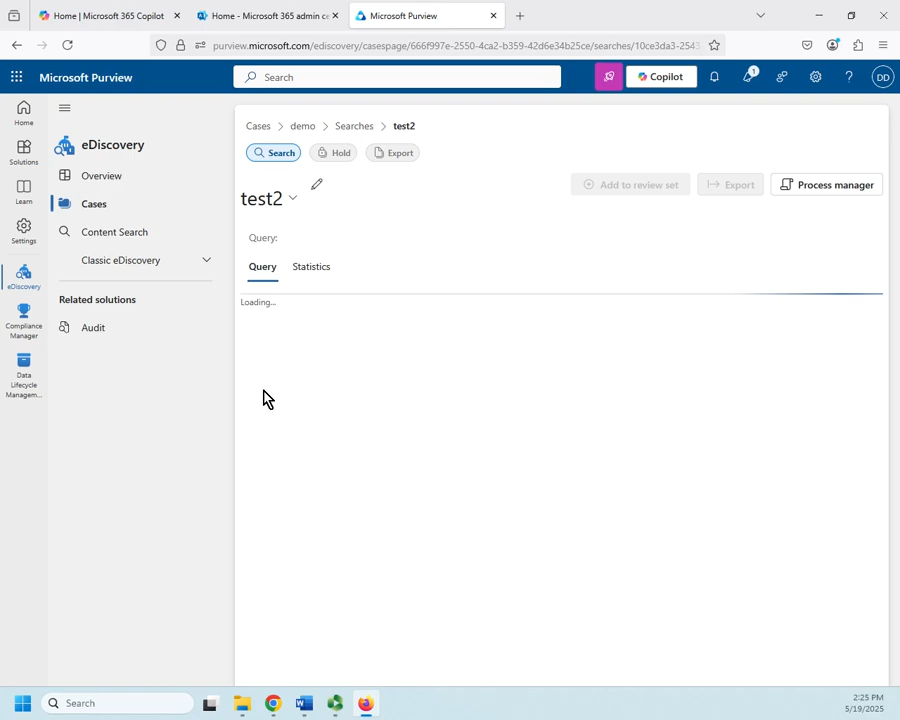 Home | Microsoft 365 Copilot
Home - Microsoft 365 admin ce
Microsoft Purview
purview.microsoft.com/ediscovery/casespage/666f997e-2550-4ca2-b359-42d6e34b25ce/searches/10ce3da3-2543
Microsoft Purview
Search
Copilot
1
DD
Home
Solutions
Learn
Settings
eDiscovery
Compliance
Manager
Data
Lifecycle
Managem...
eDiscovery
Overview
Cases
Content Search
Classic eDiscovery
Related solutions
Audit
Cases
demo
Searches
test2
Search
Hold
Export
test2
Add to review set
Export
Process manager
Query:
Query
Statistics
Loading...
Search
2:25 PM
5/19/2025